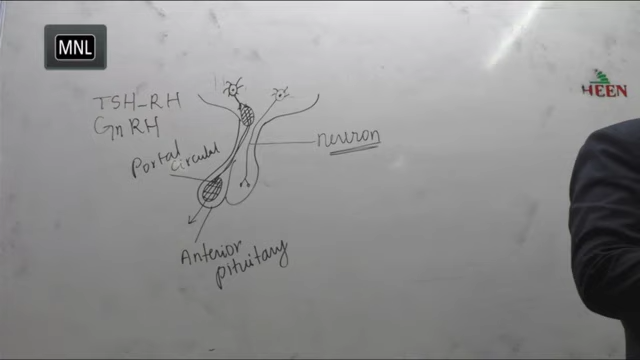 MNL
HEEN
TSH-RH
GnRH
Portal
circulat
neuron
Anterior
pituitary